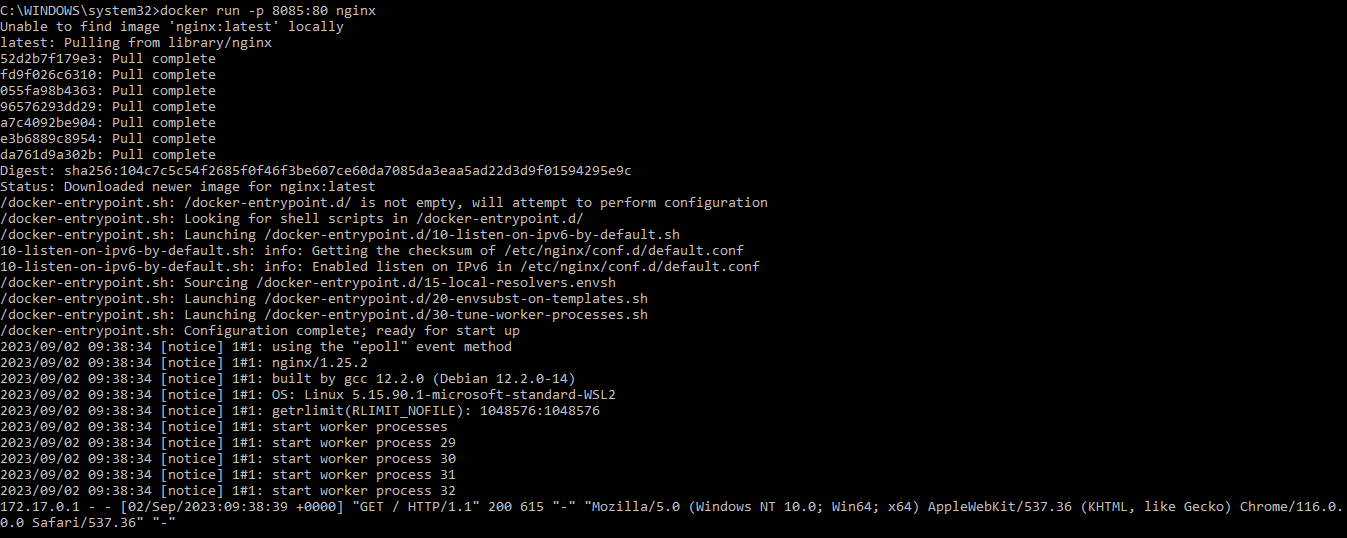 C:\WINDOWS\system32>docker run -p 8085:80 nginx
Unable to find image 'nginx:latest' locally
latest: Pulling from library/nginx
52d2b7f179e3: Pull complete
fd9f026c6310: Pull complete
055fa98b4363: Pull complete
96576293dd29: Pull complete
a7c4092be904: Pull complete
e3b6889c8954: Pull complete
da761d9a302b: Pull complete
Digest: sha256:104c7c5c54f2685f0f46f3be607ce60da7085da3eaa5ad22d3d9f01594295e9c
Status: Downloaded newer image for nginx:latest
/docker-entrypoint.sh: /docker-entrypoint.d/ is not empty, will attempt to perform configuration
/docker-entrypoint.sh: Looking for shell scripts in /docker-entrypoint.d/
/docker-entrypoint.sh: Launching /docker-entrypoint.d/10-listen-on-ipv6-by-default.sh
10-listen-on-ipv6-by-default.sh: info: Getting the checksum of /etc/nginx/conf.d/default.conf
10-listen-on-ipv6-by-default.sh: info: Enabled listen on IPv6 in /etc/nginx/conf.d/default.conf
/docker-entrypoint.sh: Sourcing /docker-entrypoint.d/15-local-resolvers.envsh
/docker-entrypoint.sh: Launching /docker-entrypoint.d/20-envsubst-on-templates.sh
/docker-entrypoint.sh: Launching /docker-entrypoint.d/30-tune-worker-processes.sh
/docker-entrypoint.sh: Configuration complete; ready for start up
2023/09/02 09:38:34 [notice] 1#1: using the "epoll" event method
2023/09/02 09:38:34 [notice] 1#1: nginx/1.25.2
2023/09/02 09:38:34 [notice] 1#1: built by gcc 12.2.0 (Debian 12.2.0-14)
2023/09/02 09:38:34 [notice] 1#1: OS: Linux 5.15.90.1-microsoft-standard-WSL2
2023/09/02 09:38:34 [notice] 1#1: getrlimit(RLIMIT_NOFILE): 1048576:1048576
2023/09/02 09:38:34 [notice] 1#1: start worker processes
2023/09/02 09:38:34 [notice] 1#1: start worker process 29
2023/09/02 09:38:34 [notice] 1#1: start worker process 30
2023/09/02 09:38:34 [notice] 1#1: start worker process 31
2023/09/02 09:38:34 [notice] 1#1: start worker process 32
172.17.0.1 - - [02/Sep/2023:09:38:39 +0000] "GET / HTTP/1.1" 200 615 "-" "Mozilla/5.0 (Windows NT 10.0; Win64; x64) AppleWebKit/537.36 (KHTML, like Gecko) Chrome/116.0.
0.0 Safari/537.36" "-"